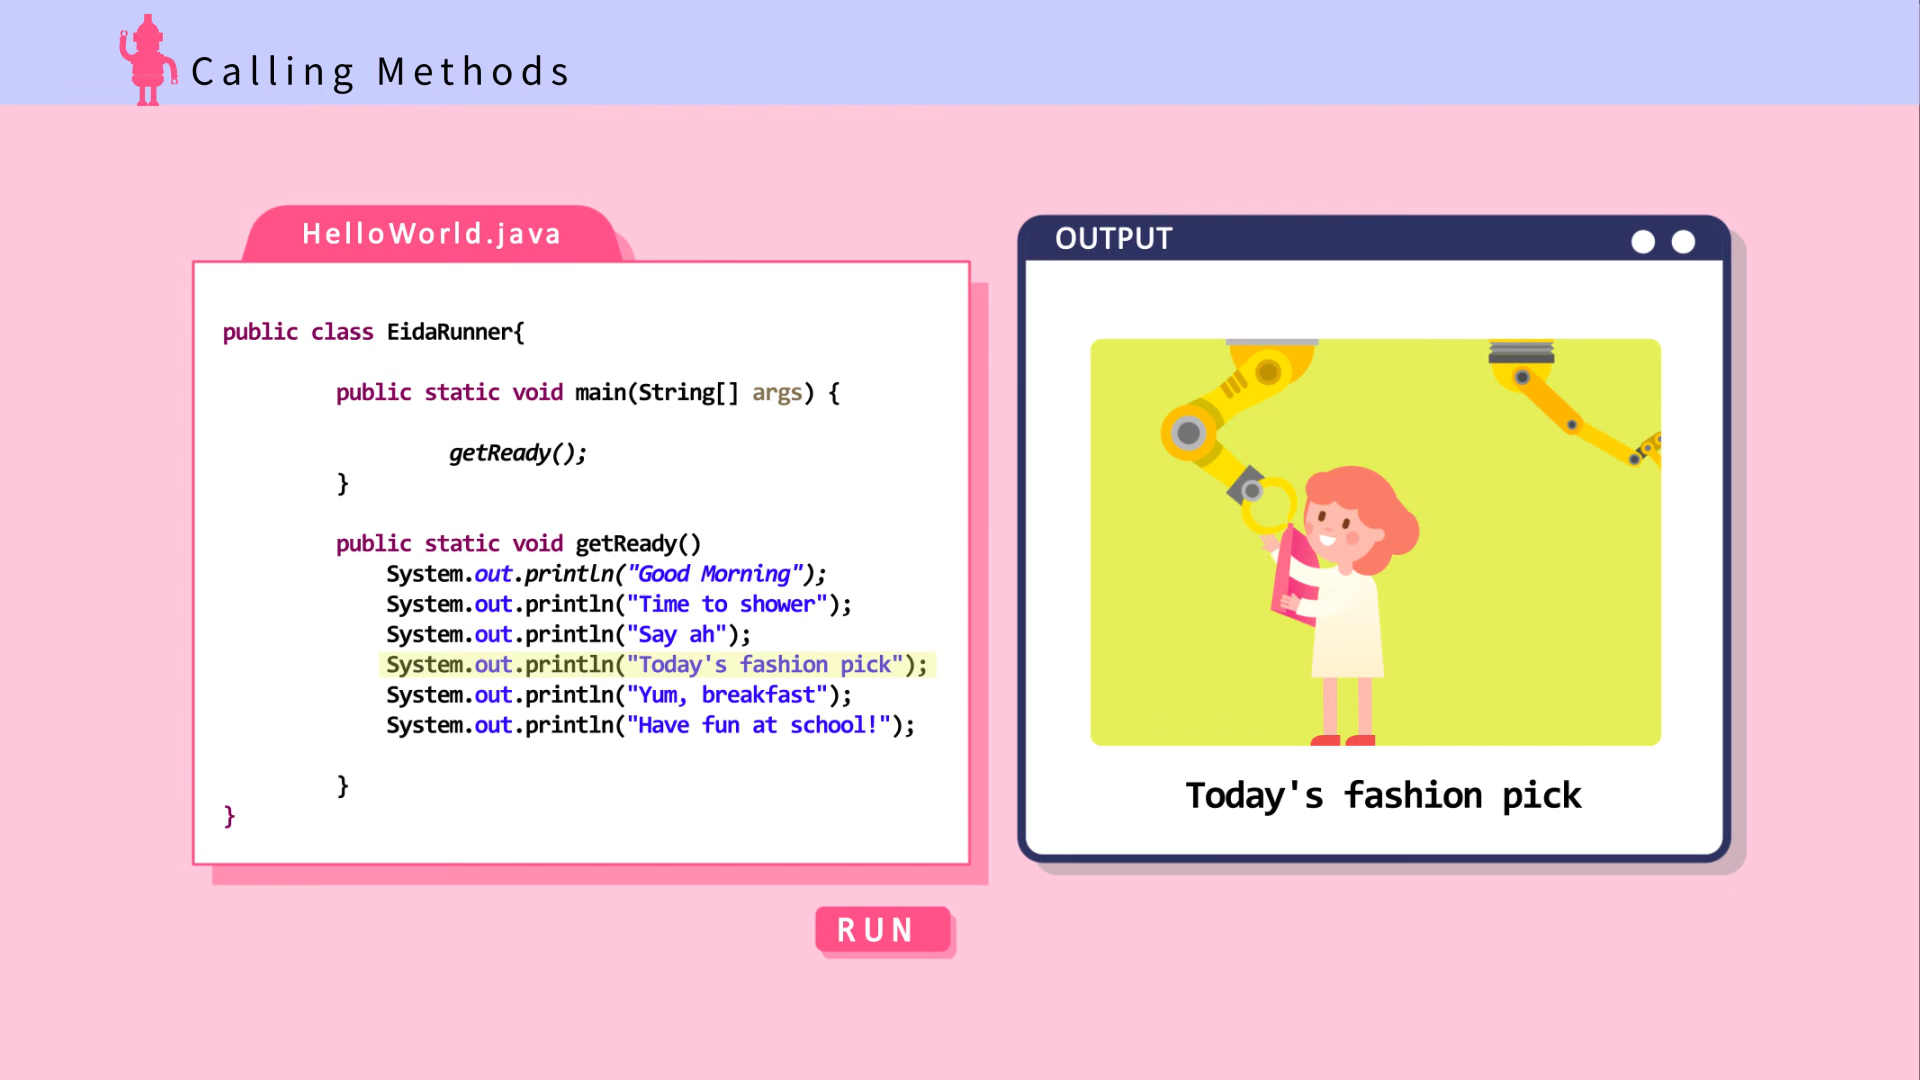 Calling Methods
HelloWorld.java
public class EidaRunner{
public static void main(String[] args) {
getReady();
}
public static void getReady()
System.out.println("Good Morning");
System.out.println("Time to shower");
System.out.println("Say ah");
System.out.println("Today's fashion pick");
System.out.println("Yum, breakfast");
System.out.println("Have fun at school!");
}
}
RUN
OUTPUT
Today's fashion pick